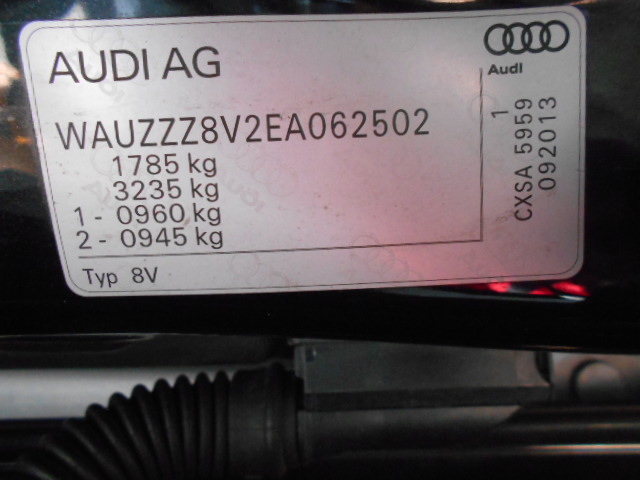 AUDI AG
Audi
WAUZZZ8V2EA062502
1785 kg
3235 kg
1 - 0960 kg
2 - 0945 kg
Typ 8V
CXSA 5959 1
092013